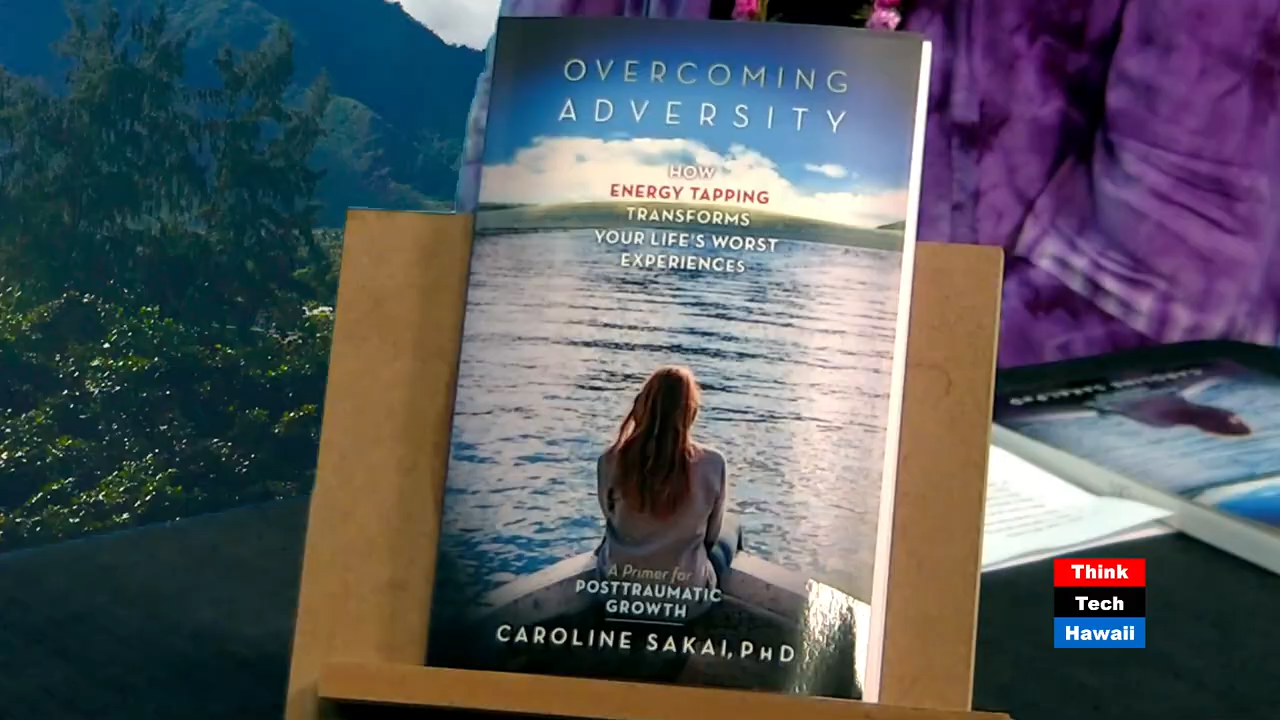 OVERCOMING
ADVERSITY
HOW
ENERGY TAPPING
TRANSFORMS
YOUR LIFE'S WORST
EXPERIENCES
A Primer for
POSTTRAUMATIC
GROWTH
CAROLINE SAKAI, PHD
Think
Tech
Hawaii